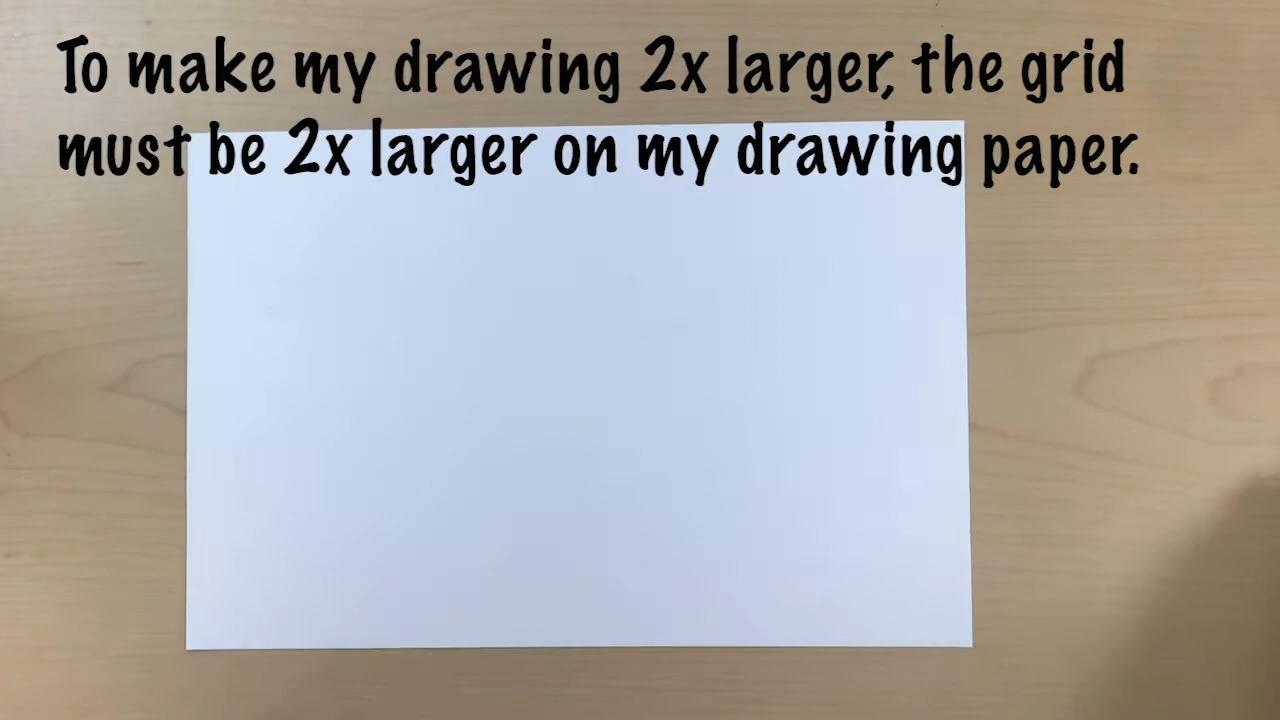 To make my drawing 2x larger, the grid
must be 2x larger on my drawing paper.